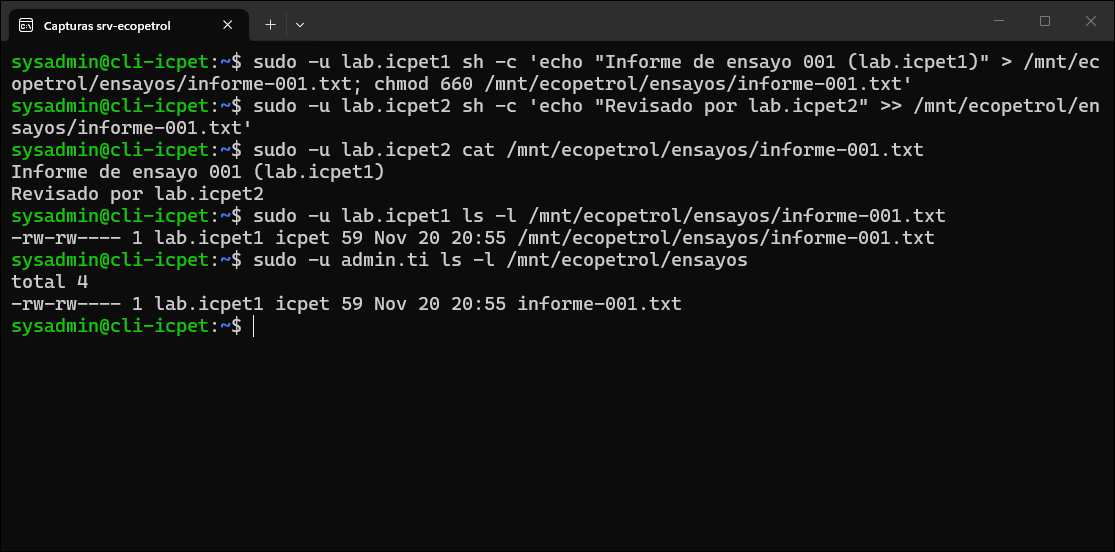 Capturas srv-ecopetrol
sysadmin@cli-icpet:~$ sudo -u lab.icpet1 sh -c 'echo "Informe de ensayo 001 (lab.icpet1)" > /mnt/ec
opetrol/ensayos/informe-001.txt; chmod 660 /mnt/ecopetrol/ensayos/informe-001.txt'
sysadmin@cli-icpet:~$ sudo -u lab.icpet2 sh -c 'echo "Revisado por lab.icpet2" >> /mnt/ecopetrol/en
sayos/informe-001.txt'
sysadmin@cli-icpet:~$ sudo -u lab.icpet2 cat /mnt/ecopetrol/ensayos/informe-001.txt
Informe de ensayo 001 (lab.icpet1)
Revisado por lab.icpet2
sysadmin@cli-icpet:~$ sudo -u lab.icpet1 ls -l /mnt/ecopetrol/ensayos/informe-001.txt
-rw-rw---- 1 lab.icpet1 icpet 59 Nov 20 20:55 /mnt/ecopetrol/ensayos/informe-001.txt
sysadmin@cli-icpet:~$ sudo -u admin.ti ls -l /mnt/ecopetrol/ensayos
total 4
-rw-rw---- 1 lab.icpet1 icpet 59 Nov 20 20:55 informe-001.txt
sysadmin@cli-icpet:~$